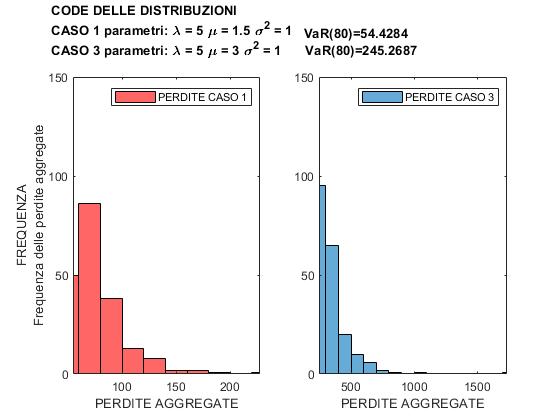 CODE DELLE DISTRIBUZIONI
CASO 1 parametri: λ = 5 μ = 1.5 σ² = 1 VaR(80)=54.4284
CASO 3 parametri: λ = 5 μ = 3 σ² = 1 VaR(80)=245.2687
150
100
50
0
FREQUENZA
Frequenza delle perdite aggregate
PERDITE CASO 1
100 150 200
PERDITE AGGREGATE
150
100
50
0
PERDITE CASO 3
500 1000 1500
PERDITE AGGREGATE